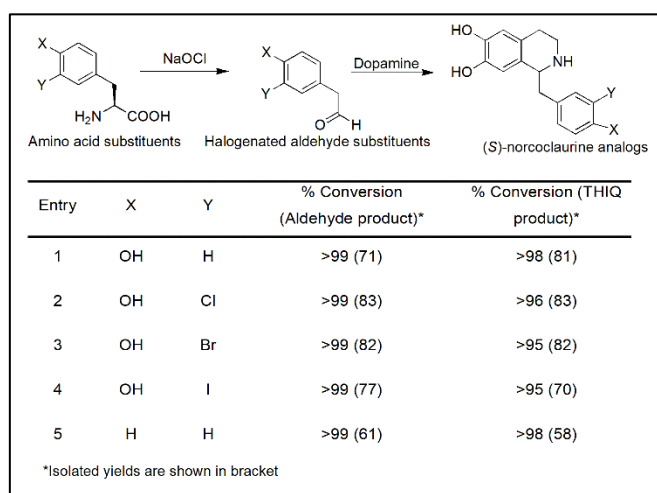 X
Y
H₂N
COOH
NaOCl
X
Y
O
H
Dopamine
HO
HO
NH
Y
X
Amino acid substituents
Halogenated aldehyde substituents
(S)-norcoclaurine analogs
Entry X Y % Conversion (Aldehyde product)* % Conversion (THIQ product)*
1 OH H >99 (71) >98 (81)
2 OH Cl >99 (83) >96 (83)
3 OH Br >99 (82) >95 (82)
4 OH I >99 (77) >95 (70)
5 H H >99 (61) >98 (58)
*Isolated yields are shown in bracket